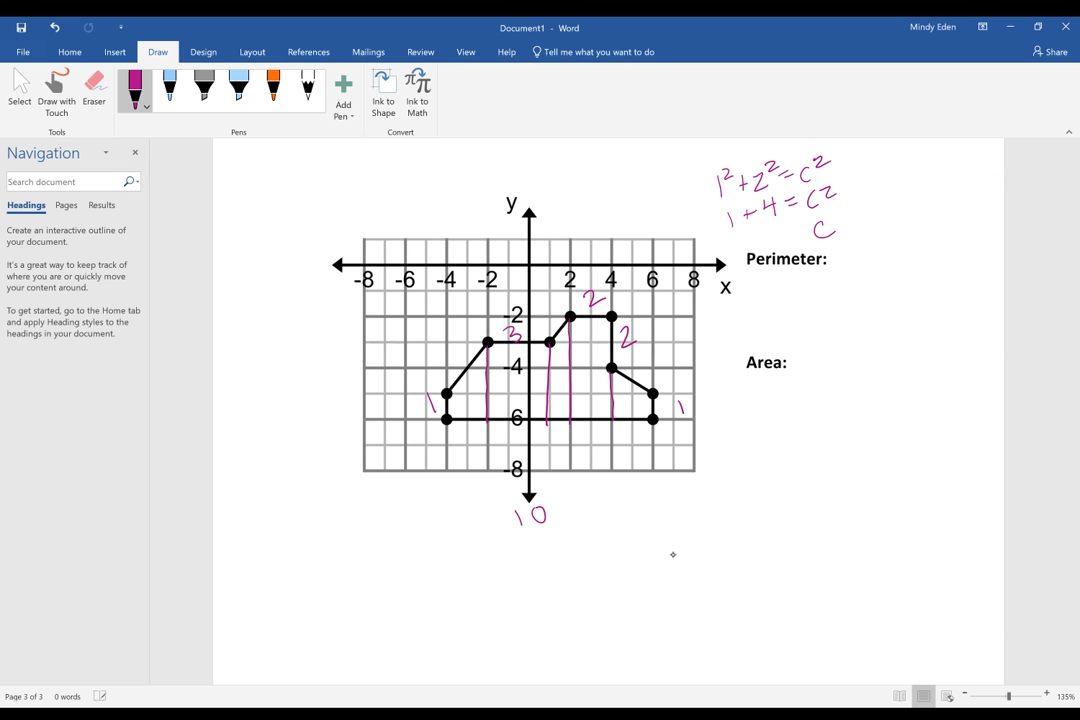 Document1 - Word
Mindy Eden
File Home Insert Draw Design Layout References Mailings Review View Help Tell me what you want to do Share
Select
Draw with Touch
Eraser
Add Pen
Ink to Shape
Ink to Math
Tools
Pens
Convert
Navigation
Search document
Headings Pages Results
Create an interactive outline of
your document.
It's a great way to keep track of
where you are or quickly move
your content around.
To get started, go to the Home tab
and apply Heading styles to the
headings in your document.
1² + 2² = c²
1 + 4 = c²
c
y
Perimeter:
-8 -6 -4 -2 2 4 6 8
x
2
-2
3
2
-4
Area:
1
6
1
-8
10
Page 3 of 3 0 words
135%